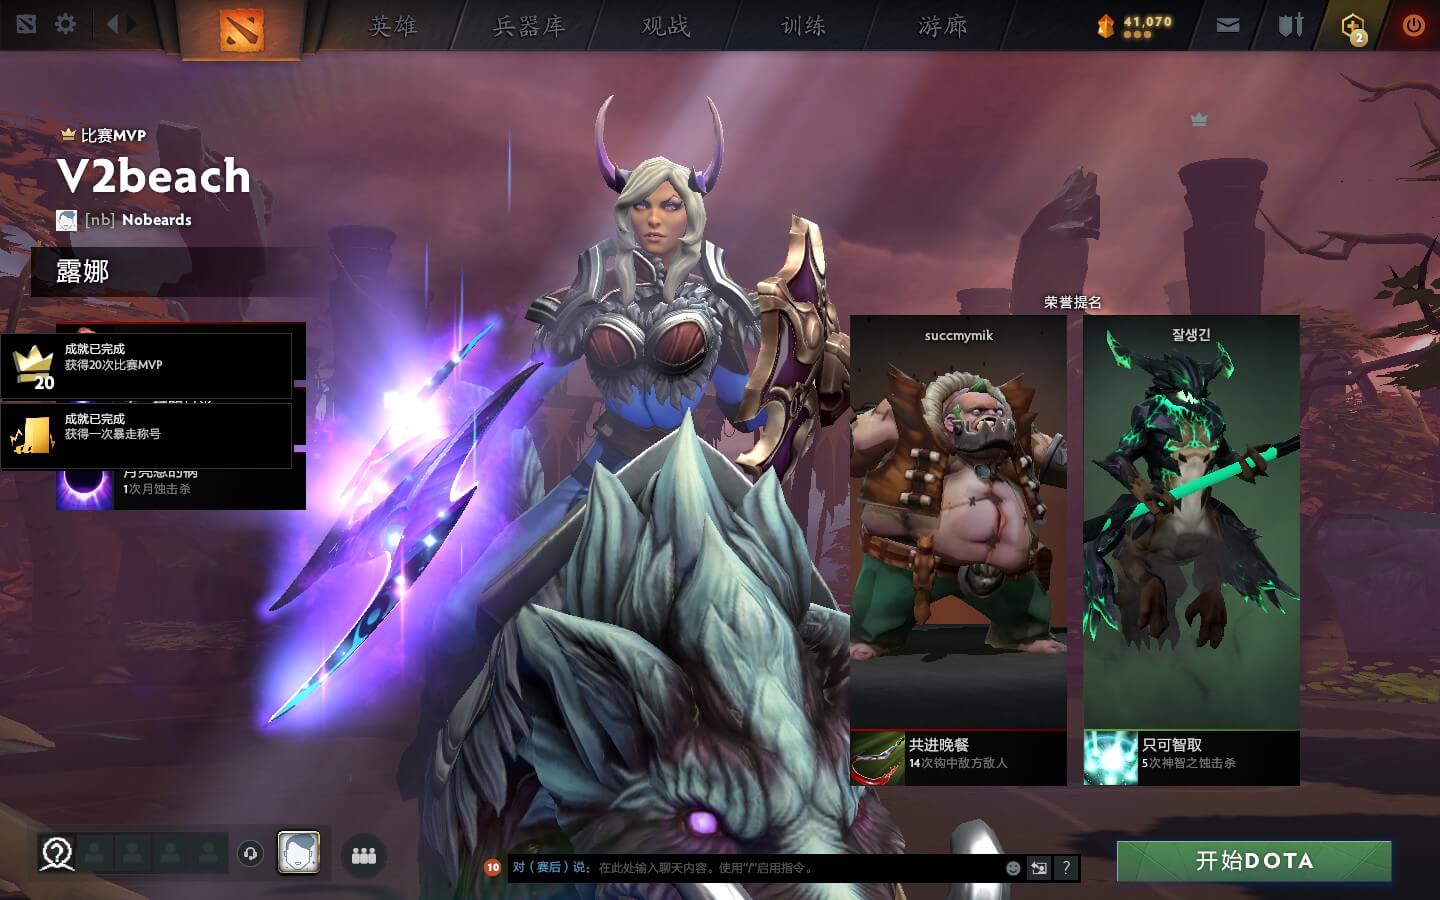 英雄
兵器库
观战
训练
游廊
41,070
2
比赛MVP
V2beach
[nb] Nobeards
露娜
成就已完成
获得20次比赛MVP
20
成就已完成
获得一次暴走称号
1次月蚀击杀
荣誉提名
succmymik
잘생긴
共进晚餐
14次钩中敌方敌人
只可智取
5次神智之蚀击杀
10
对（赛后）说：
在此处输入聊天内容。使用“/”启用指令。
?
开始DOTA